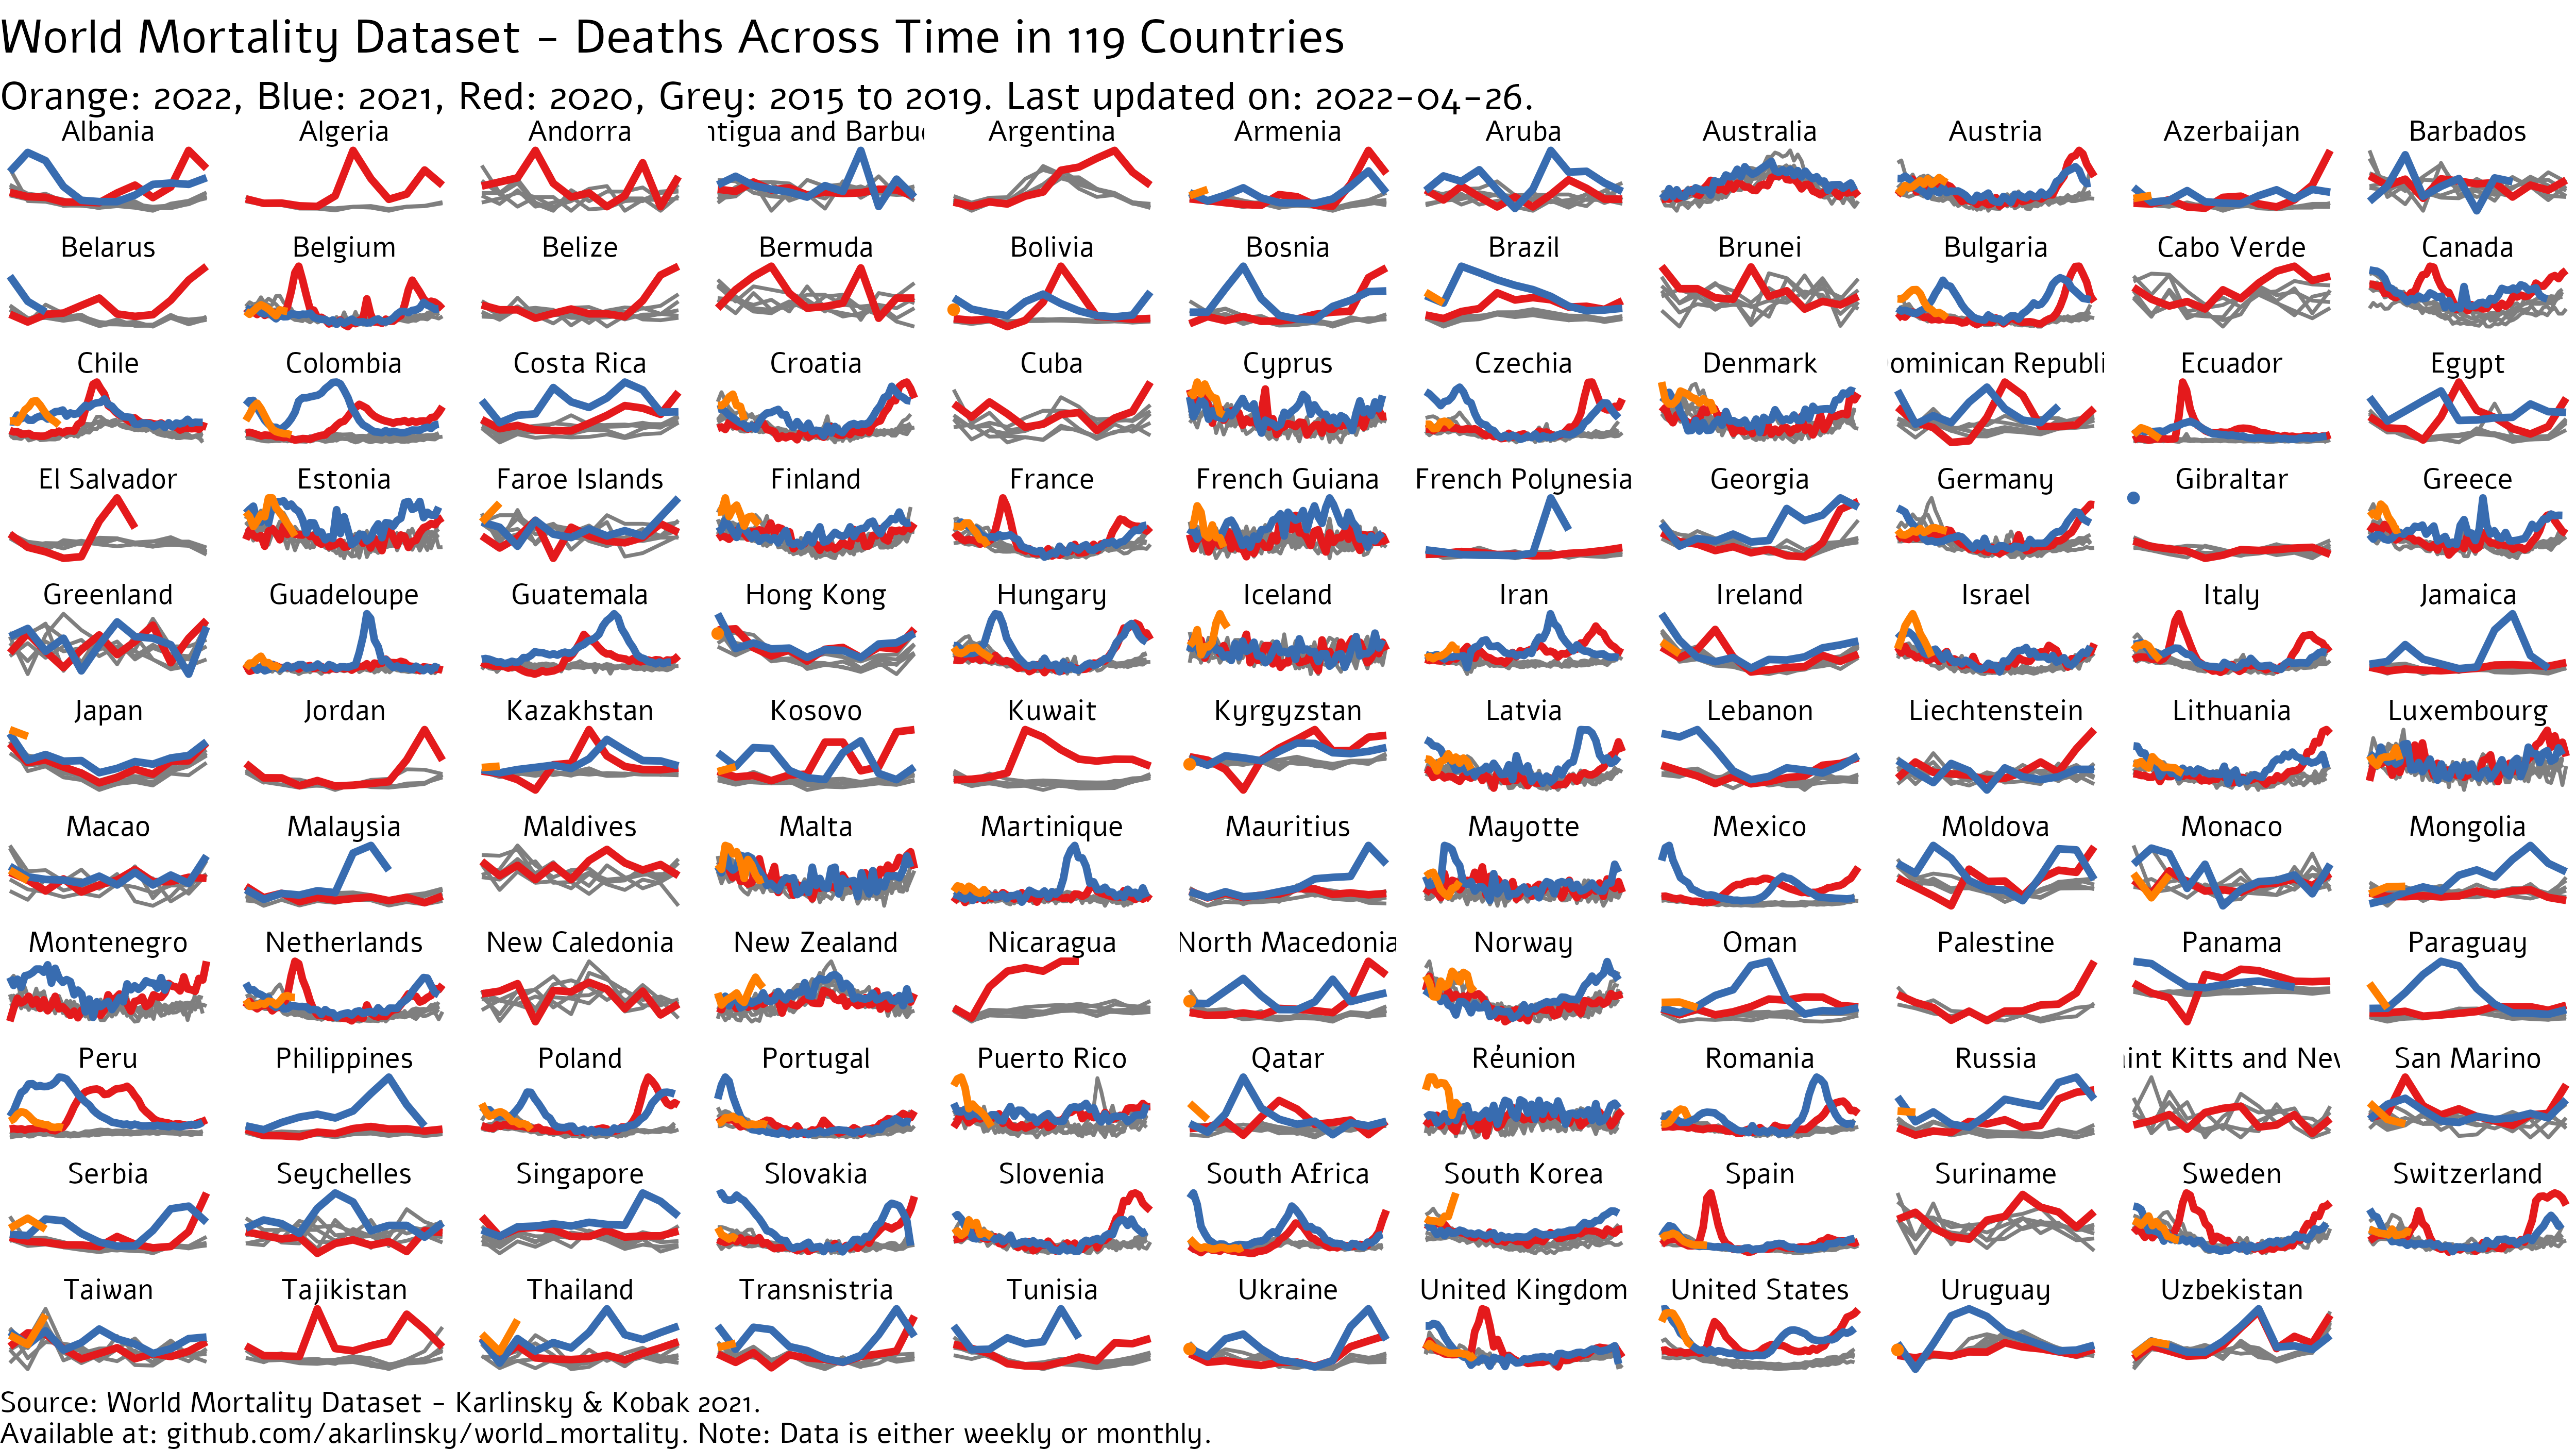 World Mortality Dataset - Deaths Across Time in 119 Countries
Orange: 2022, Blue: 2021, Red: 2020, Grey: 2015 to 2019. Last updated on: 2022-04-26.
Albania Algeria Andorra ntigua and Barbu Argentina Armenia Aruba Australia Austria Azerbaijan Barbados
Belarus Belgium Belize Bermuda Bolivia Bosnia Brazil Brunei Bulgaria Cabo Verde Canada
Chile Colombia Costa Rica Croatia Cuba Cyprus Czechia Denmark ominican Republi Ecuador Egypt
El Salvador Estonia Faroe Islands Finland France French Guiana French Polynesia Georgia Germany Gibraltar Greece
Greenland Guadeloupe Guatemala Hong Kong Hungary Iceland Iran Ireland Israel Italy Jamaica
Japan Jordan Kazakhstan Kosovo Kuwait Kyrgyzstan Latvia Lebanon Liechtenstein Lithuania Luxembourg
Macao Malaysia Maldives Malta Martinique Mauritius Mayotte Mexico Moldova Monaco Mongolia
Montenegro Netherlands New Caledonia New Zealand Nicaragua North Macedonia Norway Oman Palestine Panama Paraguay
Peru Philippines Poland Portugal Puerto Rico Qatar Réunion Romania Russia int Kitts and Nev San Marino
Serbia Seychelles Singapore Slovakia Slovenia South Africa South Korea Spain Suriname Sweden Switzerland
Taiwan Tajikistan Thailand Transnistria Tunisia Ukraine United Kingdom United States Uruguay Uzbekistan
Source: World Mortality Dataset - Karlinsky & Kobak 2021.
Available at: github.com/akarlinsky/world_mortality. Note: Data is either weekly or monthly.